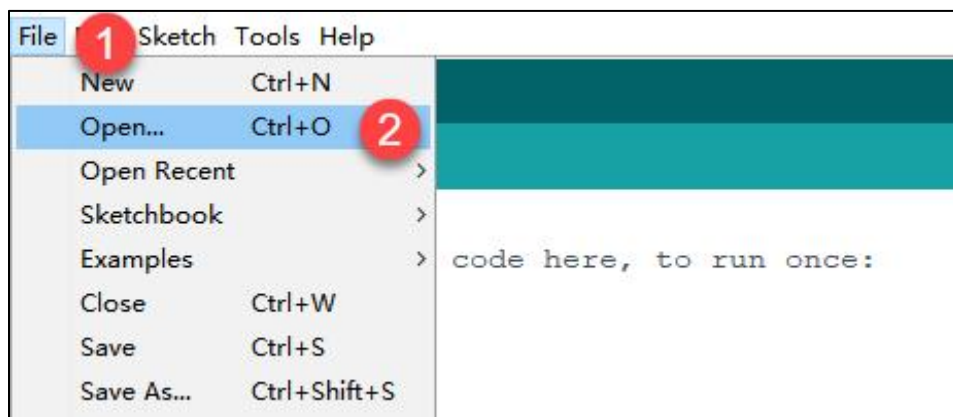 File 1 Sketch Tools Help
New Ctrl+N
Open... Ctrl+O 2
Open Recent >
Sketchbook >
Examples > code here, to run once:
Close Ctrl+W
Save Ctrl+S
Save As... Ctrl+Shift+S